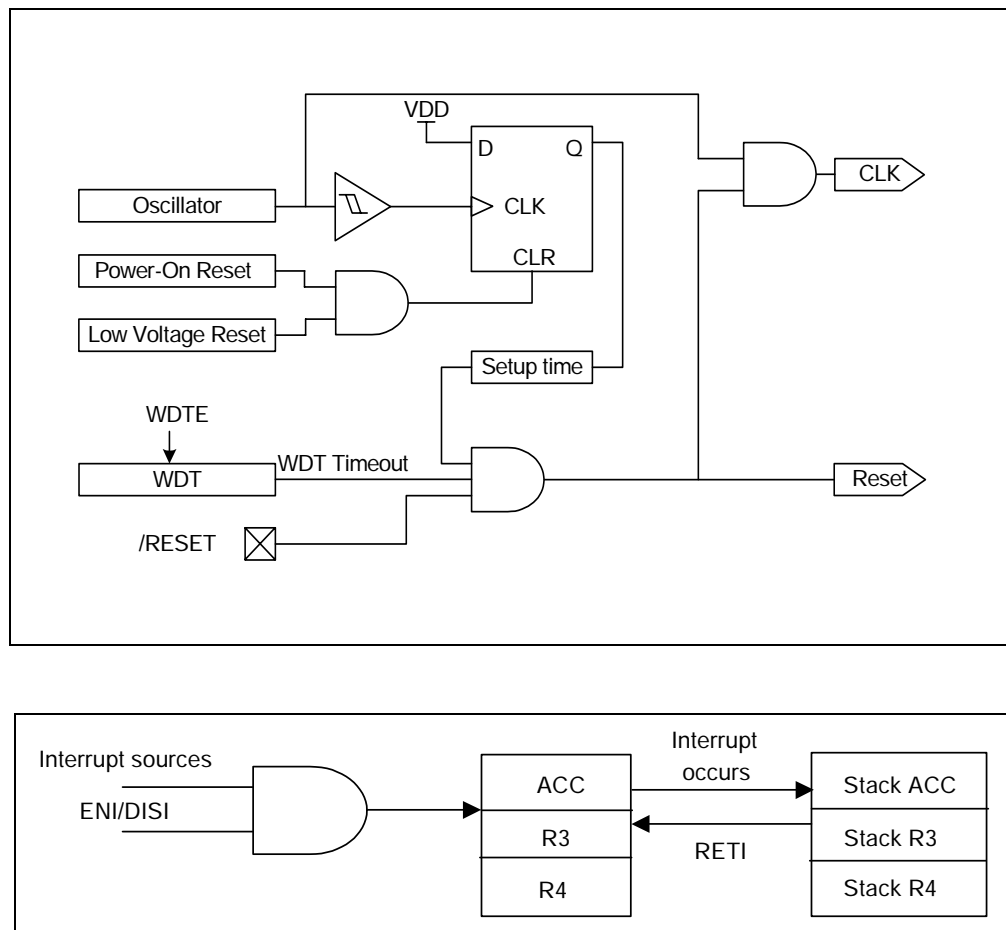 VDD
D Q
CLK
Oscillator
CLK
CLR
Power-On Reset
Low Voltage Reset
Setup time
WDTE
WDT Timeout
WDT
Reset
/RESET
Interrupt sources
Interrupt
occurs
ENI/DISI
ACC
Stack ACC
R3
RETI
Stack R3
R4
Stack R4